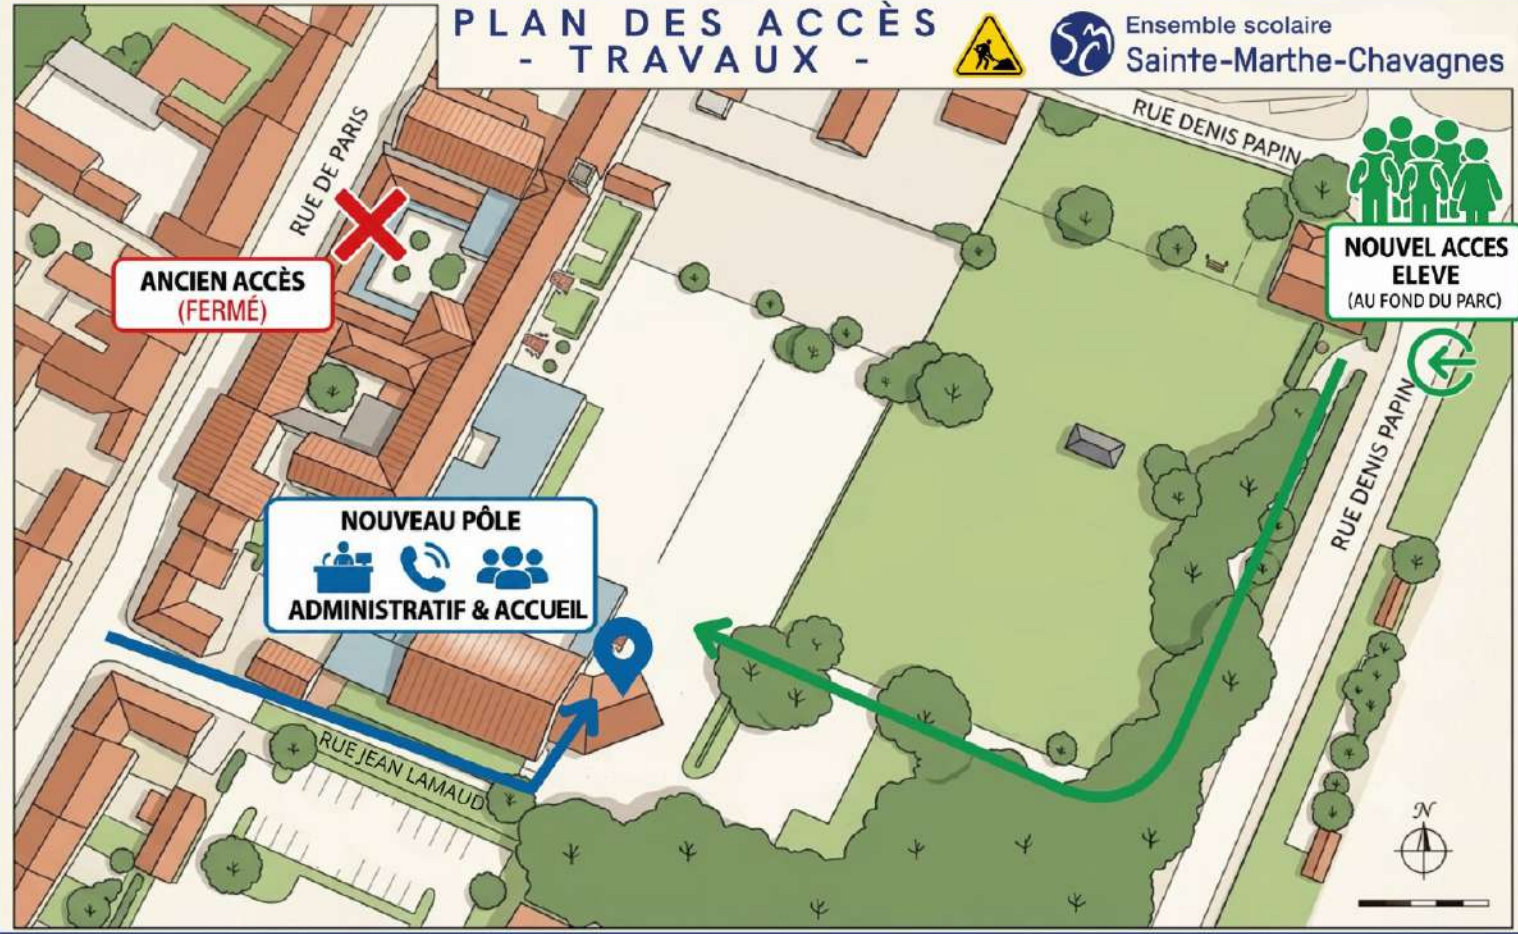 PLAN DES ACCÈS
- TRAVAUX -
SMC
Ensemble scolaire
Sainte-Marthe-Chavagnes
RUE DE PARIS
RUE DENIS PAPIN
ANCIEN ACCÈS
(FERMÉ)
NOUVEL ACCES
ELEVE
(AU FOND DU PARC)
RUE DENIS PAPIN
NOUVEAU PÔLE
ADMINISTRATIF & ACCUEIL
RUE JEAN LAMAUD
N